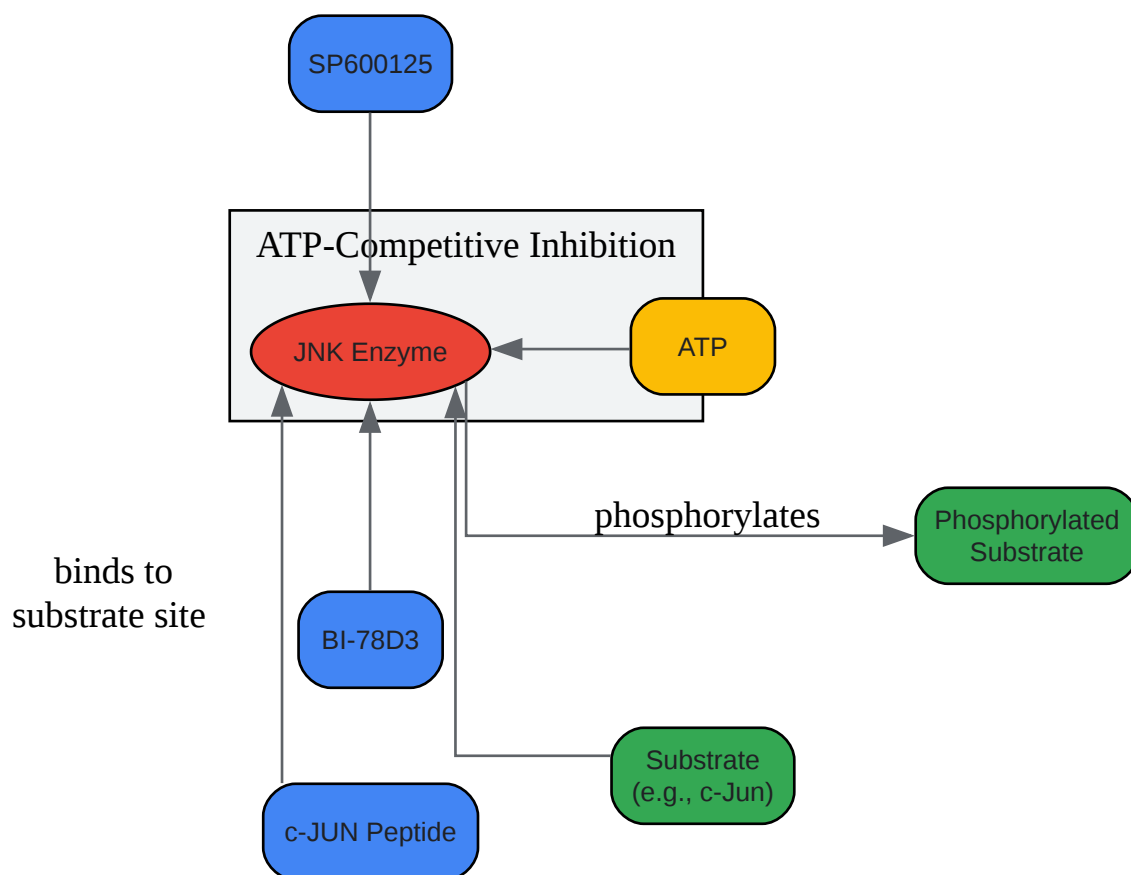 SP600125
ATP-Competitive Inhibition
JNK Enzyme
ATP
phosphorylates
Phosphorylated
Substrate
binds to
substrate site
BI-78D3
Substrate
(e.g., c-Jun)
c-JUN Peptide